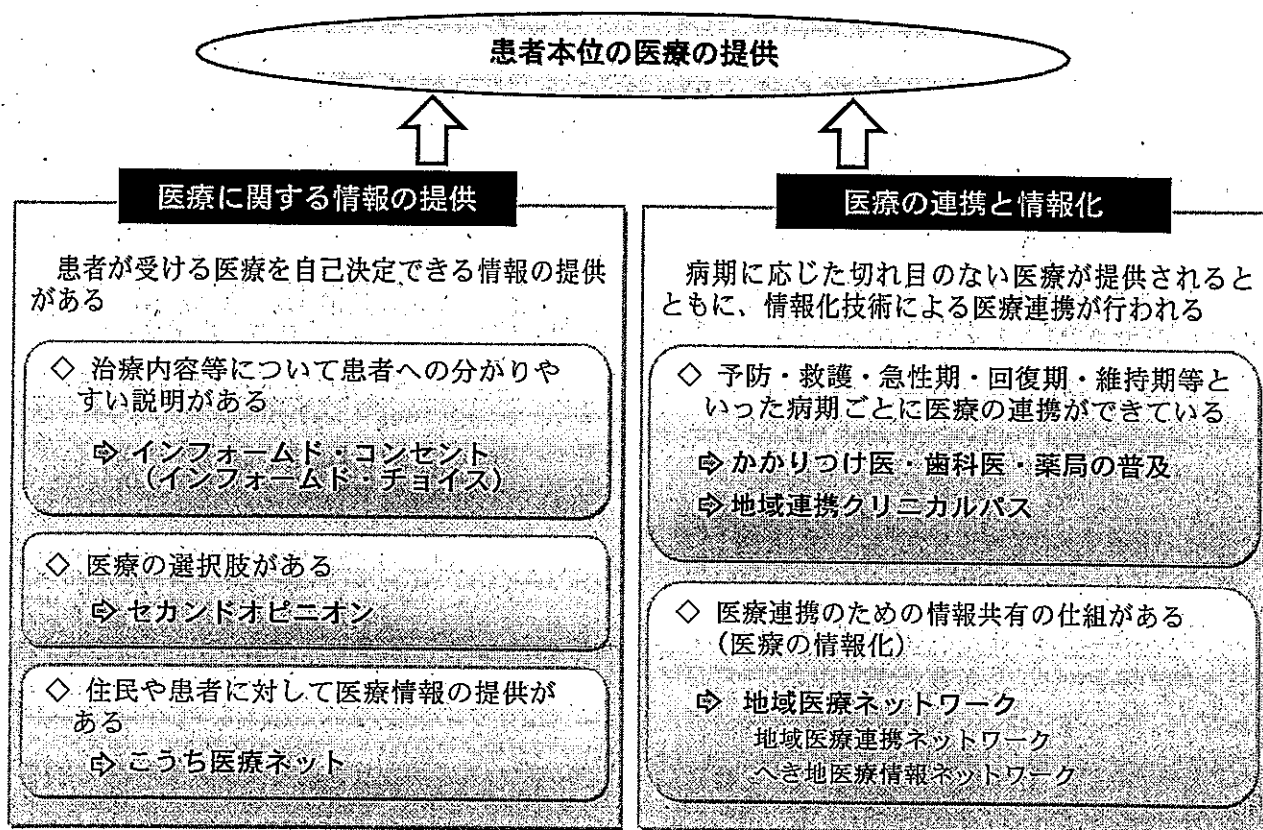 患者本位の医療の提供
医療に関する情報の提供
患者が受ける医療を自己決定できる情報の提供
がある
◇ 治療内容等について患者への分かりや
すい説明がある
⇨ インフォームド・コンセント
(インフォームド・チョイス)
◇ 医療の選択肢がある
⇨ セカンドオピニオン
◇ 住民や患者に対して医療情報の提供が
ある
⇨ こうち医療ネット
医療の連携と情報化
病期に応じた切れ目のない医療が提供されると
ともに、情報化技術による医療連携が行われる
◇ 予防・救護・急性期・回復期・維持期等と
いった病期ごとに医療の連携ができている
⇨ かかりつけ医・歯科医・薬局の普及
⇨ 地域連携クリニカルパス
◇ 医療連携のための情報共有の仕組がある
(医療の情報化)
⇨ 地域医療ネットワーク
地域医療連携ネットワーク
へき地医療情報ネットワーク